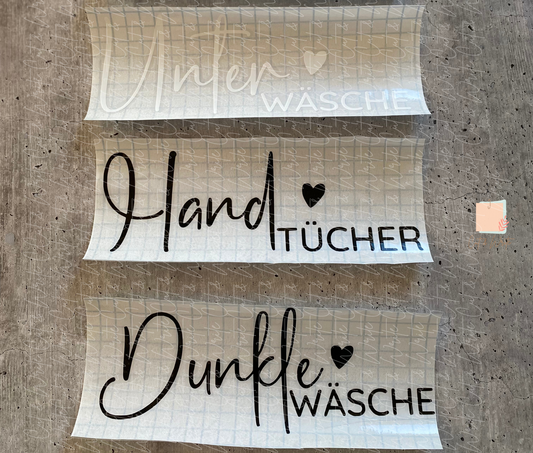 Unter
WÄSCHE
Hand
TÜCHER
Dunkle
WÄSCHE